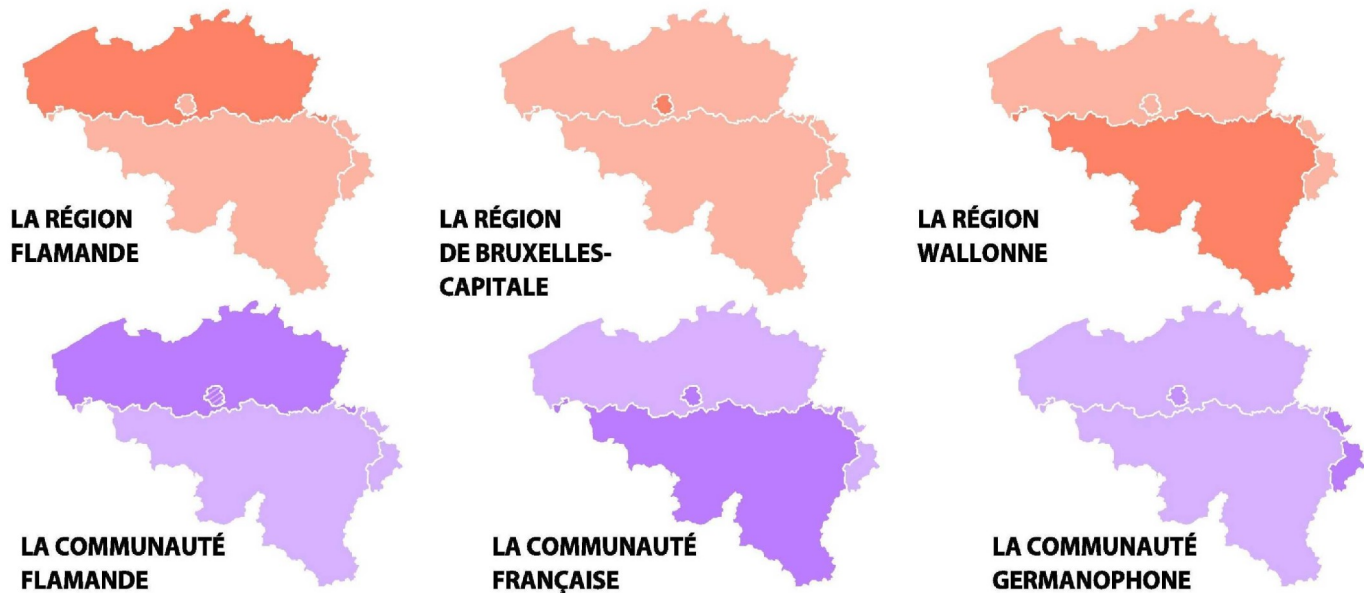 LA RÉGION
FLAMANDE
LA RÉGION
DE BRUXELLES-
CAPITALE
LA RÉGION
WALLONNE
LA COMMUNAUTÉ
FLAMANDE
LA COMMUNAUTÉ
FRANÇAISE
LA COMMUNAUTÉ
GERMANOPHONE